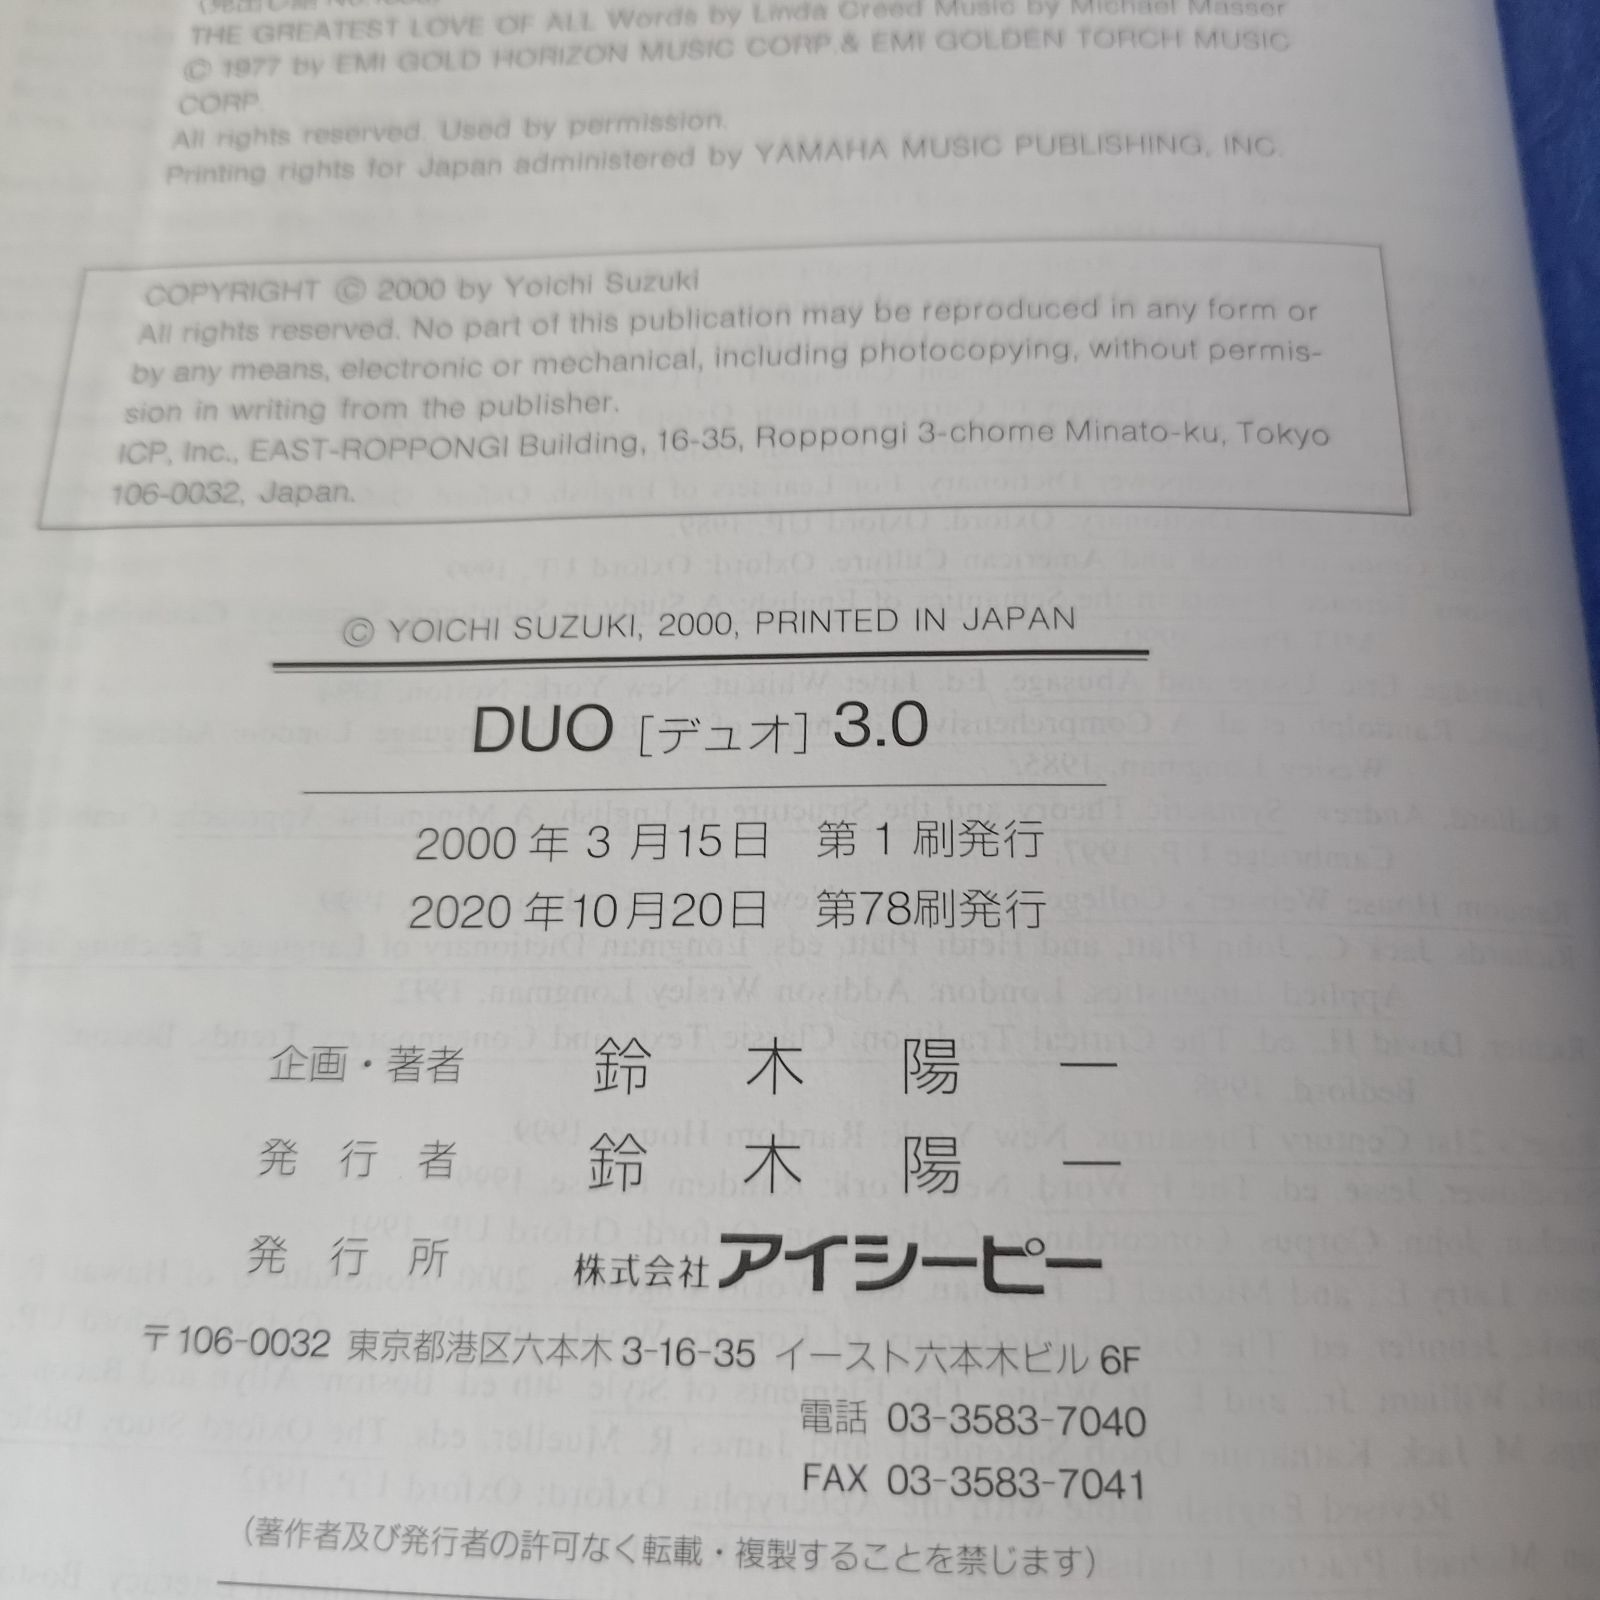 THE GREATEST LOVE OF ALL Words by Linda Creed Music by Michael Masser
© 1977 by EMI GOLD HORIZON MUSIC CORP.& EMI GOLDEN TORCH MUSIC
CORP.
All rights reserved. Used by permission.
Printing rights for Japan administered by YAMAHA MUSIC PUBLISHING, INC.
COPYRIGHT © 2000 by Yoichi Suzuki
All rights reserved. No part of this publication may be reproduced in any form or
by any means, electronic or mechanical, including photocopying, without permis-
sion in writing from the publisher.
ICP, Inc., EAST-ROPPONGI Building, 16-35, Roppongi 3-chome Minato-ku, Tokyo
106-0032, Japan.
© YOICHI SUZUKI, 2000, PRINTED IN JAPAN
DUO [デュオ] 3.0
2000年3月15日 第1刷発行
2020年10月20日 第78刷発行
企画・著者 鈴木陽一
発行者 鈴木陽一
発行所 株式会社アイシーピー
〒106-0032 東京都港区六本木3-16-35 イースト六本木ビル6F
電話 03-3583-7040
FAX 03-3583-7041
(著作者及び発行者の許可なく転載・複製することを禁じます)